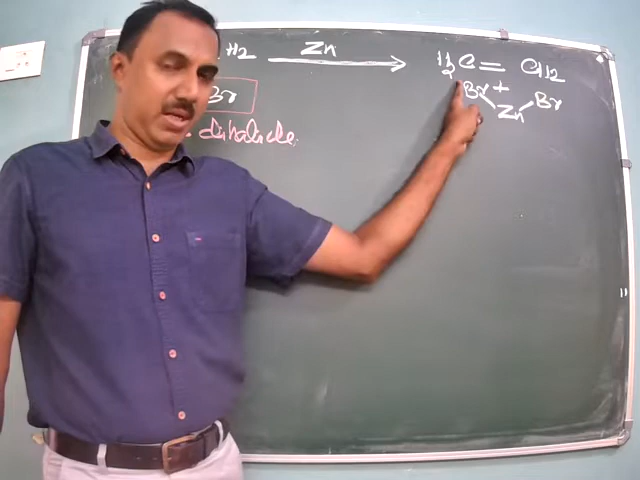 H2 Zn H2C = CH2
Br Br + Zn Br
dihalide.